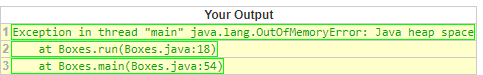 Your Output
1 Exception in thread "main" java.lang.OutOfMemoryError: Java heap space
2 at Boxes.run(Boxes.java:18)
3 at Boxes.main(Boxes.java:54)